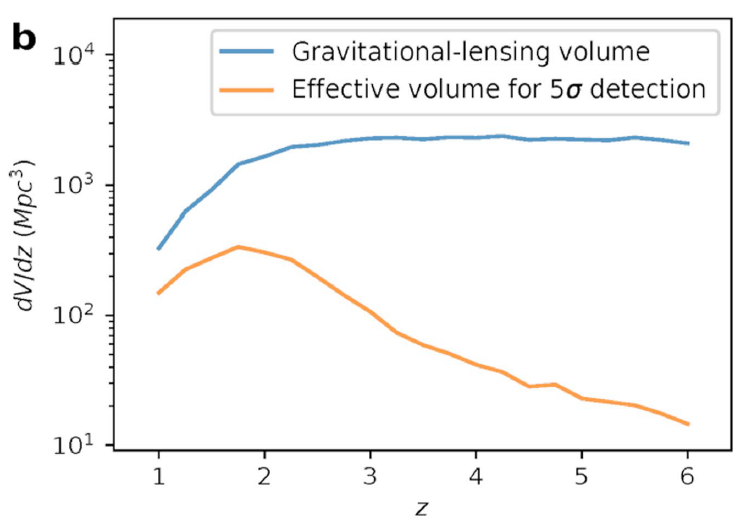 b
Gravitational-lensing volume
Effective volume for 5σ detection
dV/dz (Mpc³)
10⁴
10³
10²
10¹
1 2 3 4 5 6
z